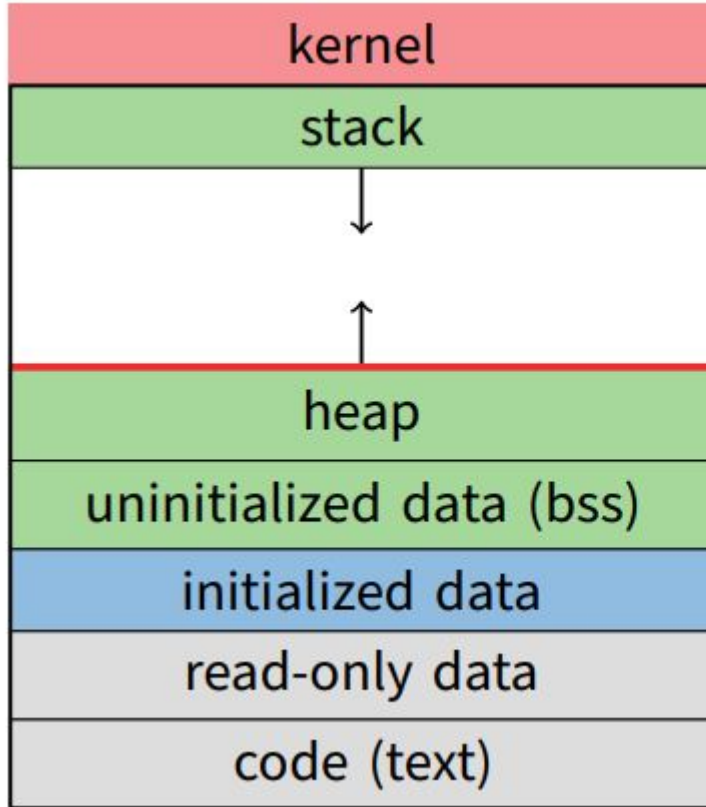 kernel
stack
heap
uninitialized data (bss)
initialized data
read-only data
code (text)